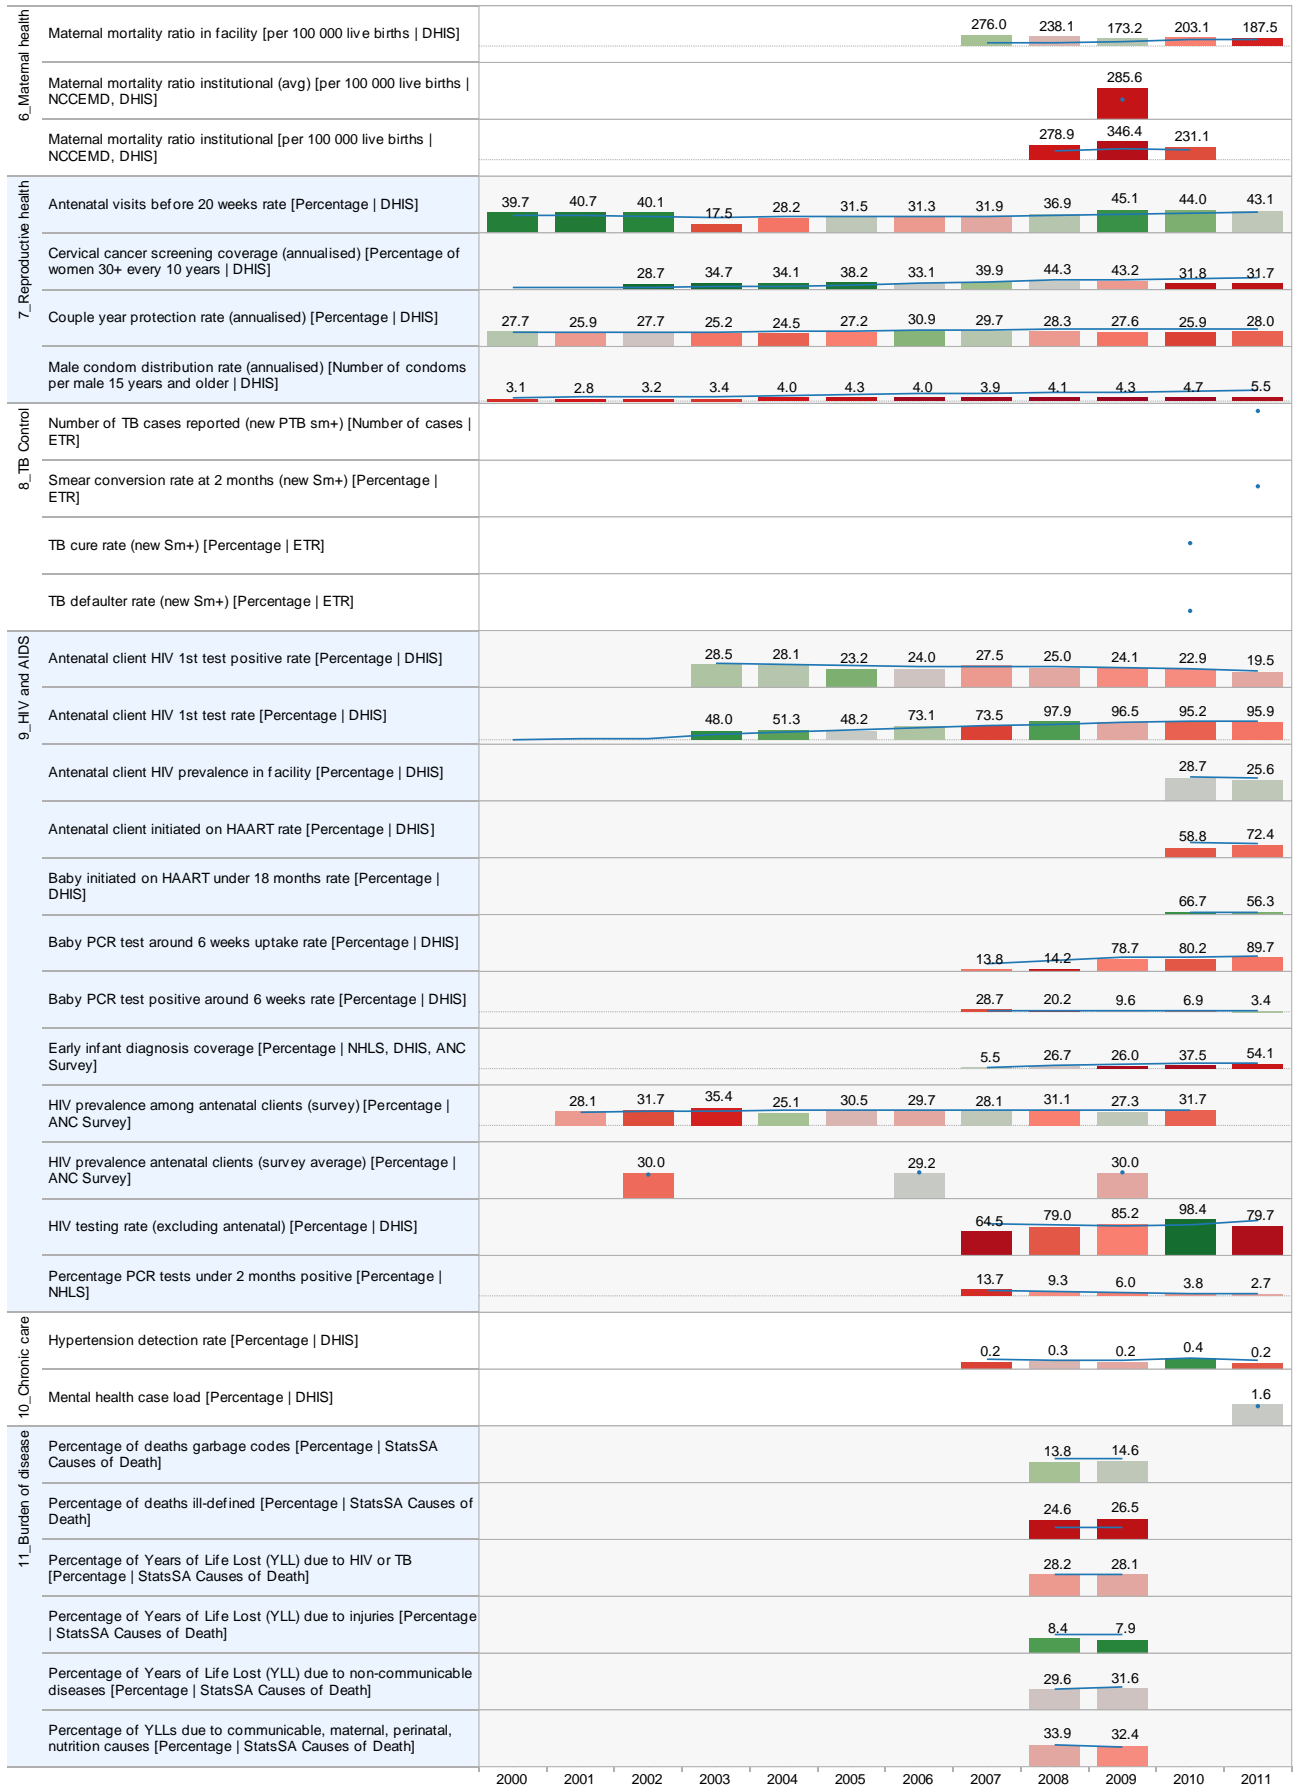 6_Maternal health
Maternal mortality ratio in facility [per 100 000 live births | DHIS]
276.0 238.1 173.2 203.1 187.5
Maternal mortality ratio institutional (avg) [per 100 000 live births |
NCCEMD, DHIS]
285.6
Maternal mortality ratio institutional [per 100 000 live births |
NCCEMD, DHIS]
278.9 346.4 231.1
7_Reproductive health
Antenatal visits before 20 weeks rate [Percentage | DHIS]
39.7 40.7 40.1 17.5 28.2 31.5 31.3 31.9 36.9 45.1 44.0 43.1
Cervical cancer screening coverage (annualised) [Percentage of
women 30+ every 10 years | DHIS]
28.7 34.7 34.1 38.2 33.1 39.9 44.3 43.2 31.8 31.7
Couple year protection rate (annualised) [Percentage | DHIS]
27.7 25.9 27.7 25.2 24.5 27.2 30.9 29.7 28.3 27.6 25.9 28.0
Male condom distribution rate (annualised) [Number of condoms
per male 15 years and older | DHIS]
3.1 2.8 3.2 3.4 4.0 4.3 4.0 3.9 4.1 4.3 4.7 5.5
8_TB Control
Number of TB cases reported (new PTB sm+) [Number of cases |
ETR]
Smear conversion rate at 2 months (new Sm+) [Percentage |
ETR]
TB cure rate (new Sm+) [Percentage | ETR]
TB defaulter rate (new Sm+) [Percentage | ETR]
9_HIV and AIDS
Antenatal client HIV 1st test positive rate [Percentage | DHIS]
28.5 28.1 23.2 24.0 27.5 25.0 24.1 22.9 19.5
Antenatal client HIV 1st test rate [Percentage | DHIS]
48.0 51.3 48.2 73.1 73.5 97.9 96.5 95.2 95.9
Antenatal client HIV prevalence in facility [Percentage | DHIS]
28.7 25.6
Antenatal client initiated on HAART rate [Percentage | DHIS]
58.8 72.4
Baby initiated on HAART under 18 months rate [Percentage |
DHIS]
66.7 56.3
Baby PCR test around 6 weeks uptake rate [Percentage | DHIS]
13.8 14.2 78.7 80.2 89.7
Baby PCR test positive around 6 weeks rate [Percentage | DHIS]
28.7 20.2 9.6 6.9 3.4
Early infant diagnosis coverage [Percentage | NHLS, DHIS, ANC
Survey]
5.5 26.7 26.0 37.5 54.1
HIV prevalence among antenatal clients (survey) [Percentage |
ANC Survey]
28.1 31.7 35.4 25.1 30.5 29.7 28.1 31.1 27.3 31.7
HIV prevalence antenatal clients (survey average) [Percentage |
ANC Survey]
30.0 29.2 30.0
HIV testing rate (excluding antenatal) [Percentage | DHIS]
64.5 79.0 85.2 98.4 79.7
Percentage PCR tests under 2 months positive [Percentage |
NHLS]
13.7 9.3 6.0 3.8 2.7
10_Chronic care
Hypertension detection rate [Percentage | DHIS]
0.2 0.3 0.2 0.4 0.2
Mental health case load [Percentage | DHIS]
1.6
11_Burden of disease
Percentage of deaths garbage codes [Percentage | StatsSA
Causes of Death]
13.8 14.6
Percentage of deaths ill-defined [Percentage | StatsSA Causes of
Death]
24.6 26.5
Percentage of Years of Life Lost (YLL) due to HIV or TB
[Percentage | StatsSA Causes of Death]
28.2 28.1
Percentage of Years of Life Lost (YLL) due to injuries [Percentage
| StatsSA Causes of Death]
8.4 7.9
Percentage of Years of Life Lost (YLL) due to non-communicable
diseases [Percentage | StatsSA Causes of Death]
29.6 31.6
Percentage of YLLs due to communicable, maternal, perinatal,
nutrition causes [Percentage | StatsSA Causes of Death]
33.9 32.4
2000 2001 2002 2003 2004 2005 2006 2007 2008 2009 2010 2011